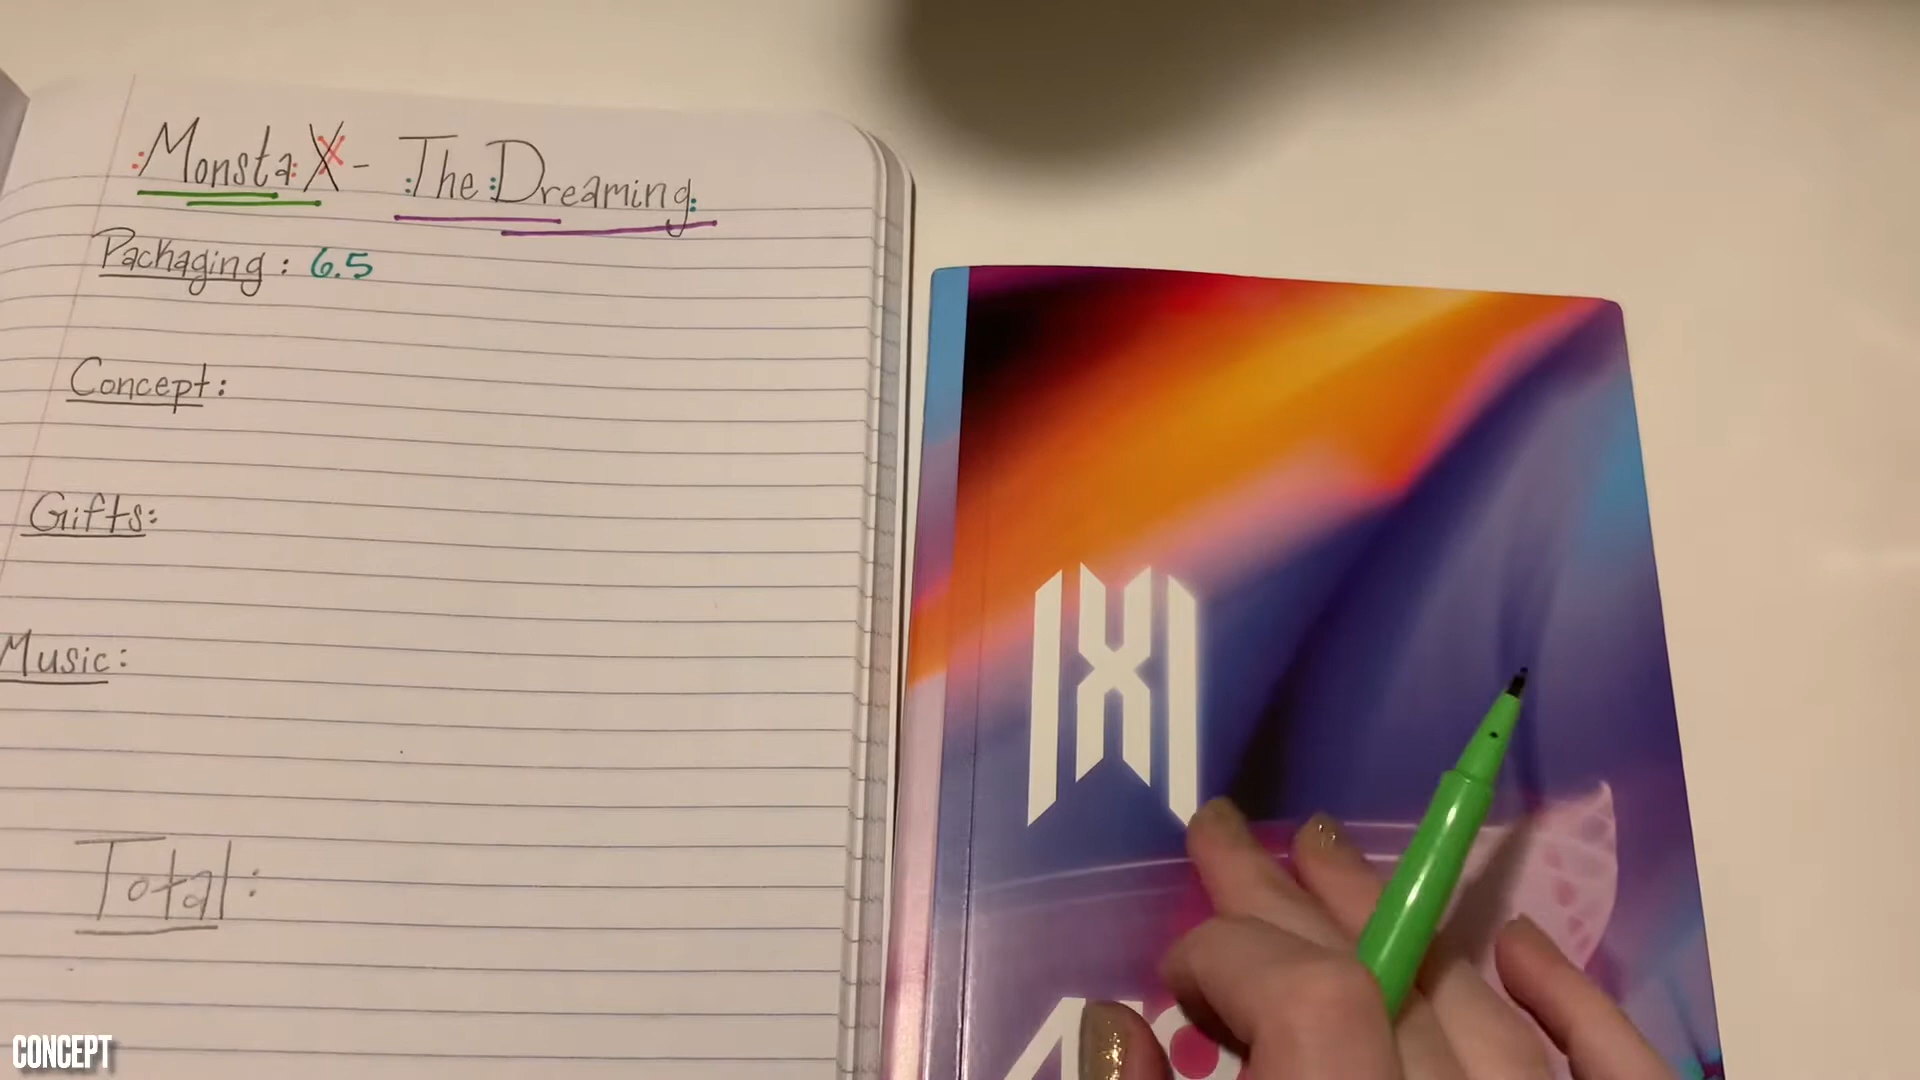 Monsta X - The Dreaming
Packaging: 6.5
Concept:
Gifts:
Music:
Total:
CONCEPT